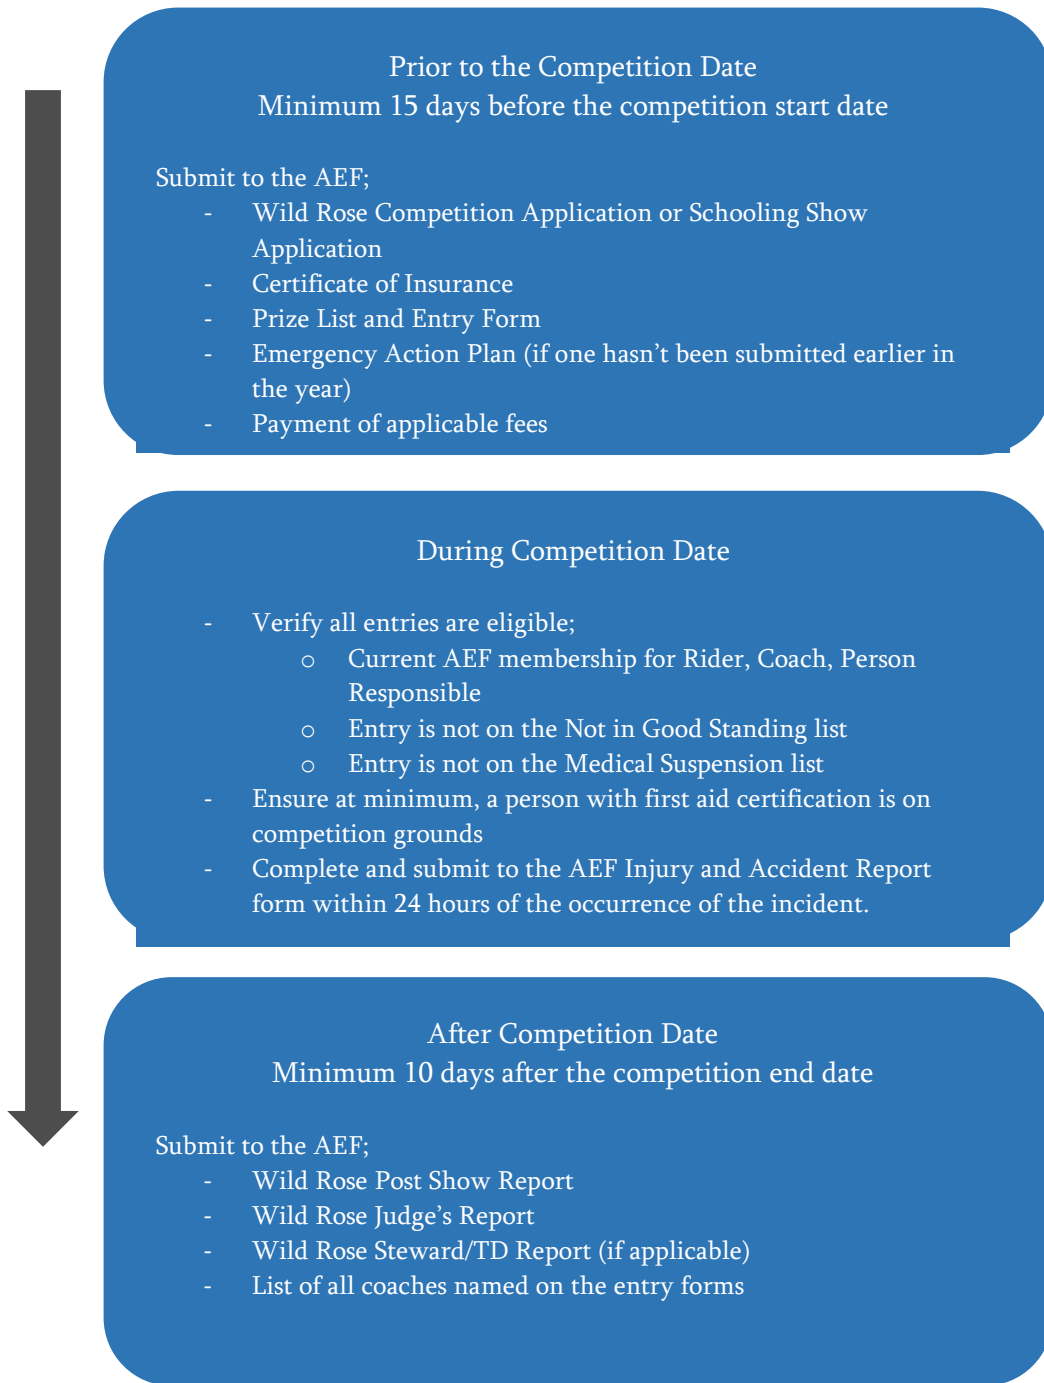 Prior to the Competition Date
Minimum 15 days before the competition start date
Submit to the AEF;
- Wild Rose Competition Application or Schooling Show
Application
- Certificate of Insurance
- Prize List and Entry Form
- Emergency Action Plan (if one hasn’t been submitted earlier in
the year)
- Payment of applicable fees
During Competition Date
- Verify all entries are eligible;
o Current AEF membership for Rider, Coach, Person
Responsible
o Entry is not on the Not in Good Standing list
o Entry is not on the Medical Suspension list
- Ensure at minimum, a person with first aid certification is on
competition grounds
- Complete and submit to the AEF Injury and Accident Report
form within 24 hours of the occurrence of the incident.
After Competition Date
Minimum 10 days after the competition end date
Submit to the AEF;
- Wild Rose Post Show Report
- Wild Rose Judge’s Report
- Wild Rose Steward/TD Report (if applicable)
- List of all coaches named on the entry forms